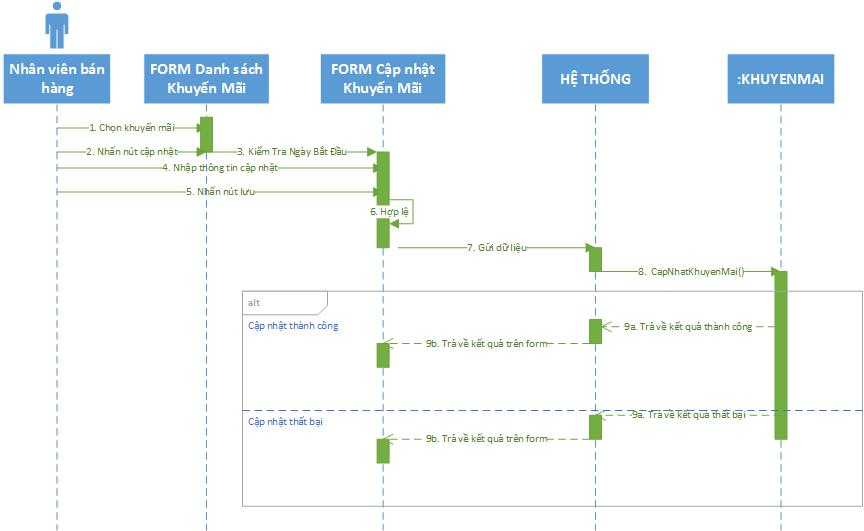 Nhân viên bán
hàng
FORM Danh sách
Khuyến Mãi
FORM Cập nhật
Khuyến Mãi
HỆ THỐNG
:KHUYENMAI
1. Chọn khuyến mãi
2. Nhấn nút cập nhật
3. Kiểm Tra Ngày Bắt Đầu
4. Nhập thông tin cập nhật
5. Nhấn nút lưu
6. Hợp lệ
7. Gửi dữ liệu
8. CapNhatKhuyenMai()
alt
Cập nhật thành công
9a. Trả về kết quả thành công
9b. Trả về kết quả trên form
Cập nhật thất bại
9a. Trả về kết quả thất bại
9b. Trả về kết quả trên form